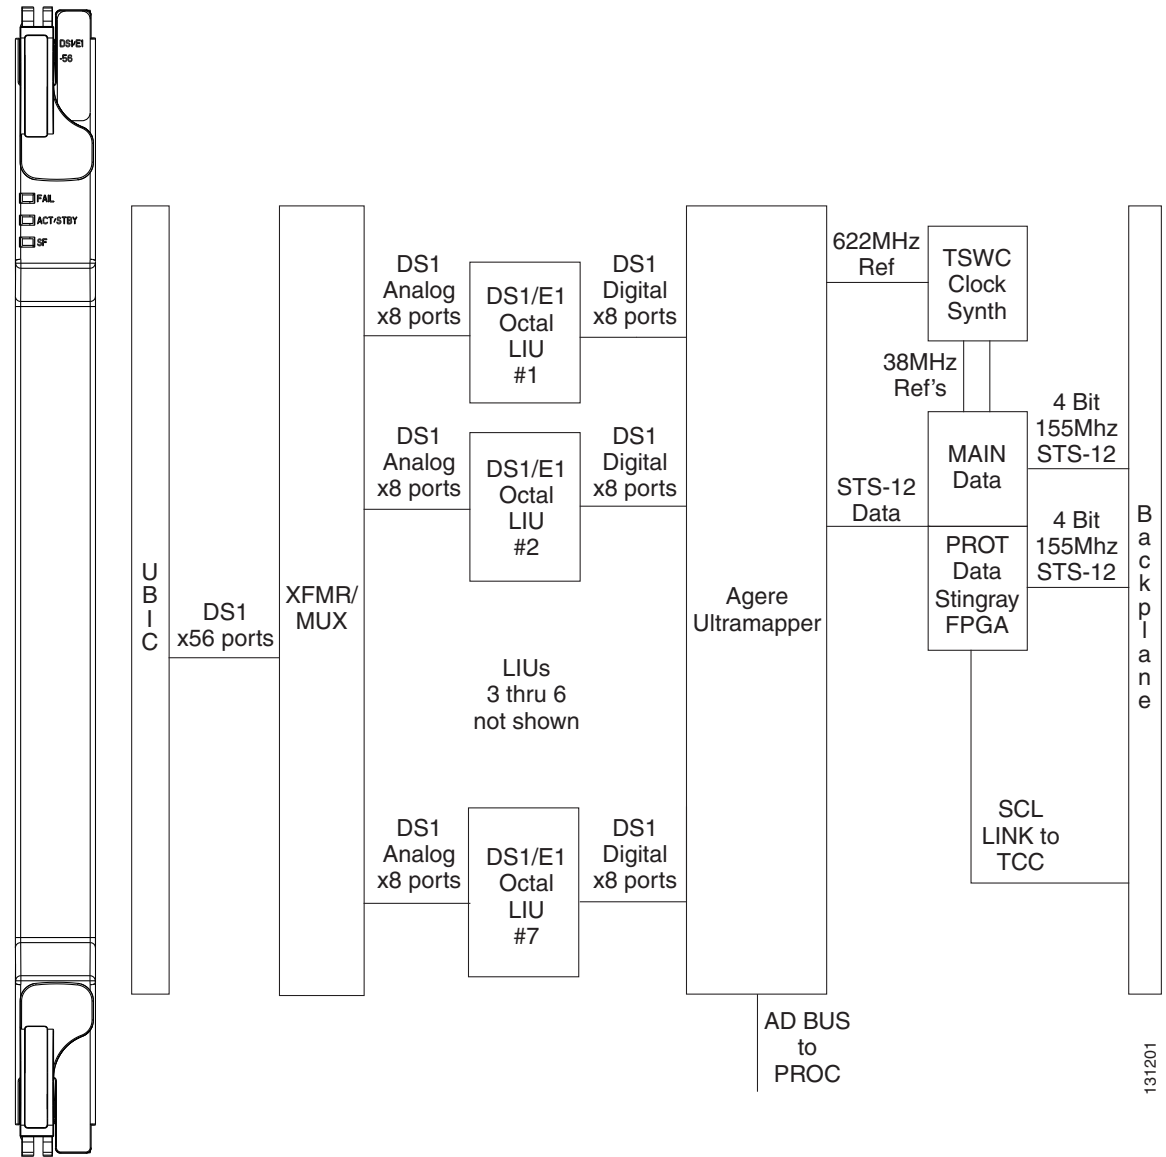 DS1/E1
-56
FAIL
ACT/STBY
SF
UBIC
DS1
x56 ports
XFMR/
MUX
DS1
Analog
x8 ports
DS1/E1
Octal
LIU
#1
DS1
Digital
x8 ports
DS1
Analog
x8 ports
DS1/E1
Octal
LIU
#2
DS1
Digital
x8 ports
LIUs
3 thru 6
not shown
DS1
Analog
x8 ports
DS1/E1
Octal
LIU
#7
DS1
Digital
x8 ports
Agere
Ultramapper
AD BUS
to
PROC
622MHz
Ref
TSWC
Clock
Synth
38MHz
Ref's
STS-12
Data
MAIN
Data
PROT
Data
Stingray
FPGA
4 Bit
155Mhz
STS-12
4 Bit
155Mhz
STS-12
SCL
LINK to
TCC
Backplane
131201